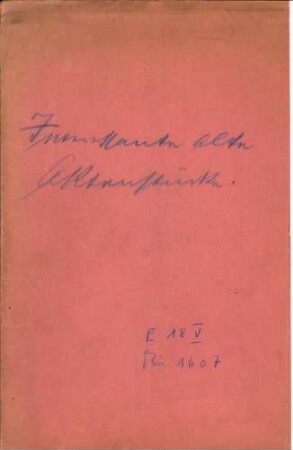 Interessante alte
Aktenstücke.
E 18 V
Bü 1607